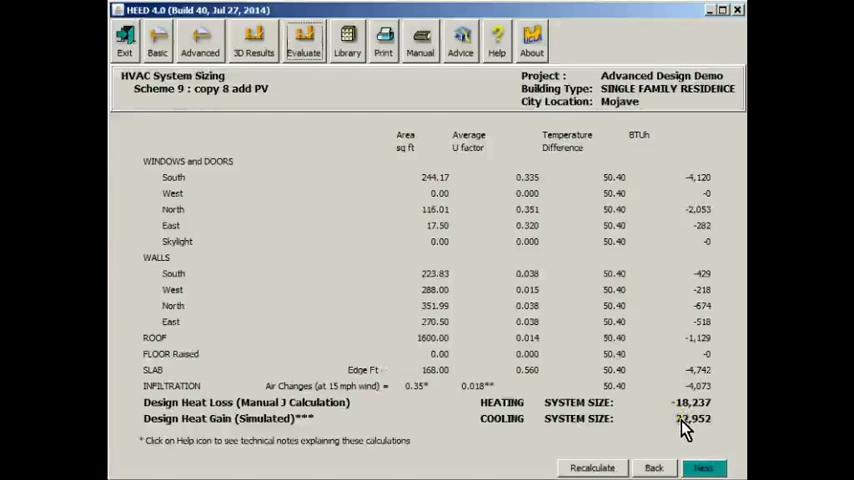 HEED 4.0 (Build 40, Jul 27, 2014)
Exit Basic Advanced 3D Results Evaluate Library Print Manual Advice Help About
HVAC System Sizing
Scheme 9 : copy 8 add PV
Project : Advanced Design Demo
Building Type: SINGLE FAMILY RESIDENCE
City Location: Mojave
Area Average Temperature BTUh
sq ft U factor Difference
WINDOWS and DOORS
South 244.17 0.335 50.40 -4,120
West 0.00 0.000 50.40 -0
North 116.01 0.351 50.40 -2,053
East 17.50 0.320 50.40 -282
Skylight 0.00 0.000 50.40 -0
WALLS
South 223.83 0.038 50.40 -429
West 288.00 0.015 50.40 -218
North 351.99 0.038 50.40 -674
East 270.50 0.038 50.40 -518
ROOF 1600.00 0.014 50.40 -1,129
FLOOR Raised 0.00 0.000 50.40 -0
SLAB Edge Ft 168.00 0.560 50.40 -4,742
INFILTRATION Air Changes (at 15 mph wind) = 0.35* 0.018** 50.40 -4,073
Design Heat Loss (Manual J Calculation) HEATING SYSTEM SIZE: -18,237
Design Heat Gain (Simulated)*** COOLING SYSTEM SIZE: 22,952
* Click on Help icon to see technical notes explaining these calculations
Recalculate Back Next